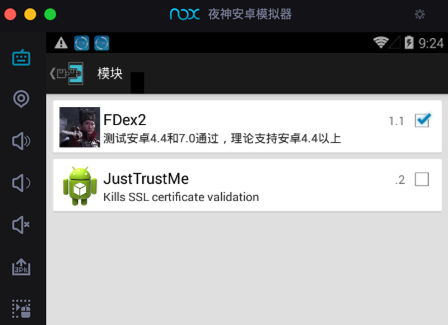 nox 夜神安卓模拟器
9:24
模块
FDex2
1.1
测试安卓4.4和7.0通过，理论支持安卓4.4以上
JustTrustMe
.2
Kills SSL certificate validation